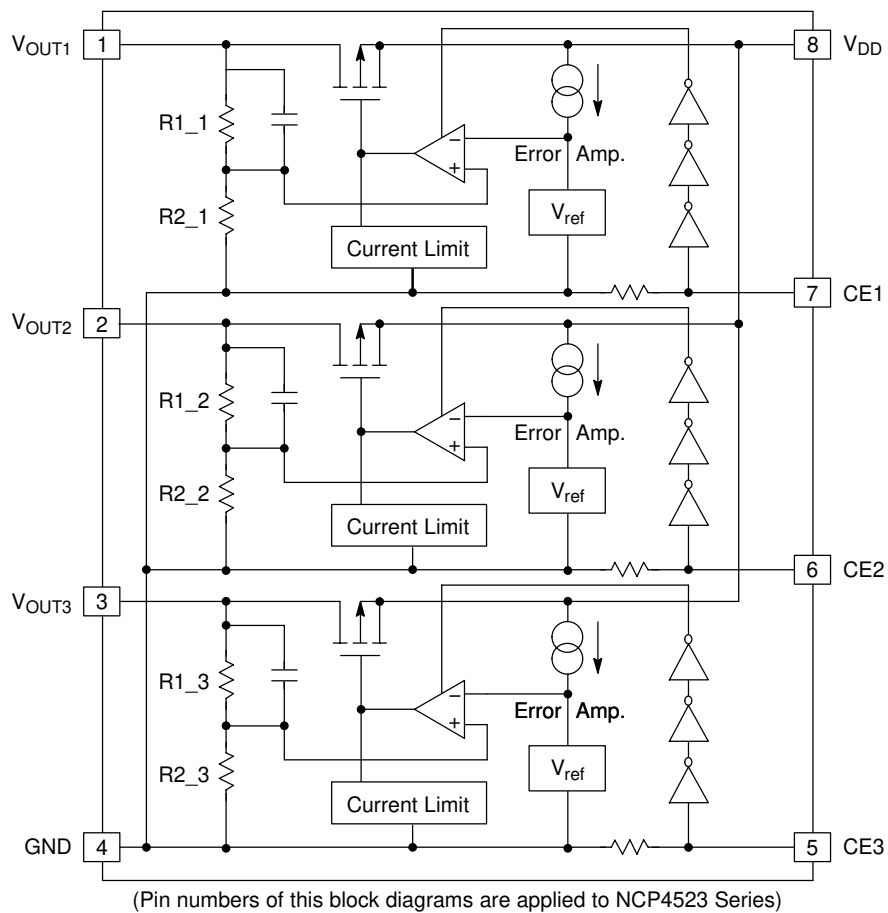 VOUT1 1 8 VDD
R1_1
−
+
Error Amp.
R2_1
Vref
Current Limit
7 CE1
VOUT2 2
R1_2
−
+
Error Amp.
R2_2
Vref
Current Limit
6 CE2
VOUT3 3
R1_3
−
+
Error Amp.
R2_3
Vref
Current Limit
GND 4 5 CE3
(Pin numbers of this block diagrams are applied to NCP4523 Series)